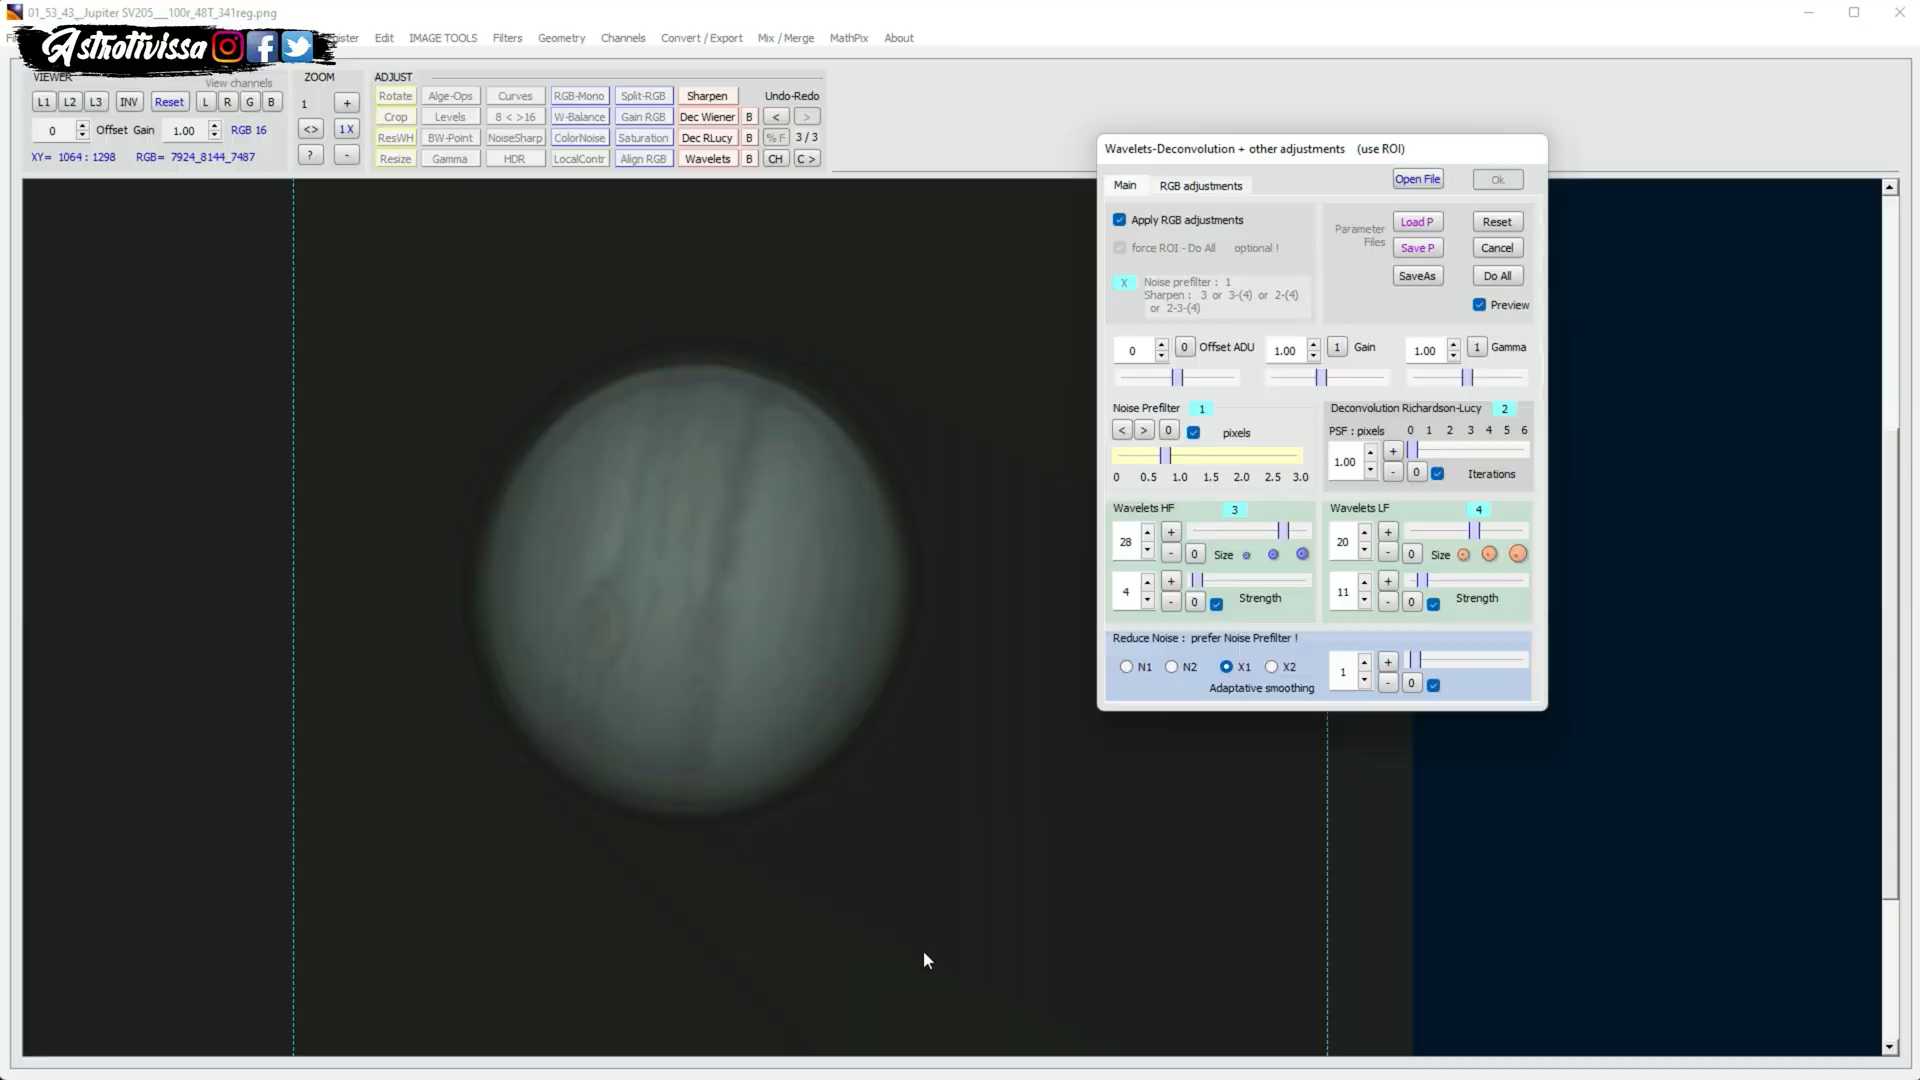 01_53_43__Jupiter SV205___100r_48T_341reg.png
Astrotivissa
Edit IMAGE TOOLS Filters Geometry Channels Convert / Export Mix / Merge MathPix About
VIEWER View channels ZOOM ADJUST
L1 L2 L3 INV Reset L R G B 1 + Rotate Alge-Ops Curves RGB-Mono Split-RGB Sharpen Undo-Redo
0 Offset Gain 1.00 RGB 16 <> 1X Crop Levels 8 < >16 W-Balance Gain RGB Dec Wiener B < >
ResWH BW-Point NoiseSharp ColorNoise Saturation Dec RLucy B % F 3 / 3
XY= 1064 : 1298 RGB= 7924_8144_7487 ? - Resize Gamma HDR LocalContr Align RGB Wavelets B CH C >
Wavelets-Deconvolution + other adjustments (use ROI)
Main RGB adjustments Open File Ok
Apply RGB adjustments
force ROI - Do All optional !
X Noise prefilter : 1
Sharpen : 3 or 3-(4) or 2-(4)
or 2-3-(4)
Parameter
Files
Load P Reset
Save P Cancel
SaveAs Do All
Preview
0 0 Offset ADU 1.00 1 Gain 1.00 1 Gamma
Noise Prefilter 1
< > 0 pixels
0 0.5 1.0 1.5 2.0 2.5 3.0
Deconvolution Richardson-Lucy 2
PSF : pixels 0 1 2 3 4 5 6
1.00 +
- 0 Iterations
Wavelets HF 3
28 +
- 0 Size
4 +
- 0 Strength
Wavelets LF 4
20 +
- 0 Size
11 +
- 0 Strength
Reduce Noise : prefer Noise Prefilter !
N1 N2 X1 X2 1 +
Adaptative smoothing - 0